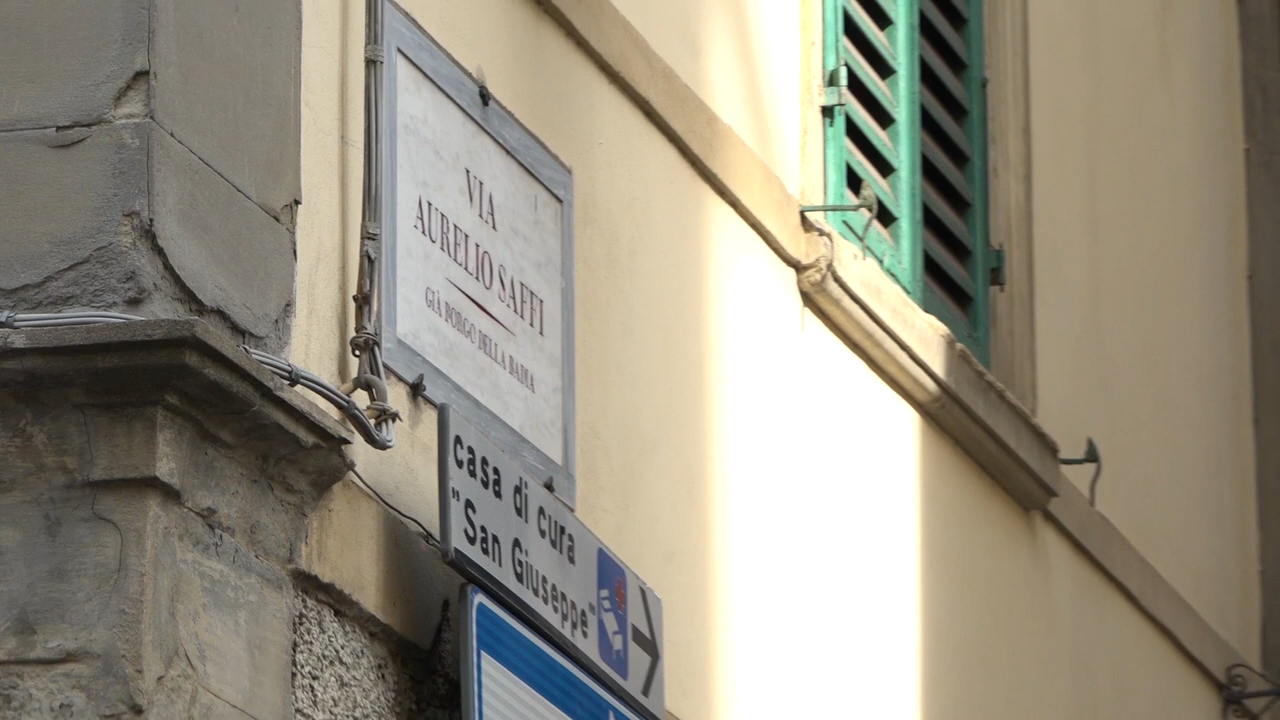 VIA
AURELIO SAFFI
GIÀ BORGO DELLA BADIA
casa di cura
"San Giuseppe"